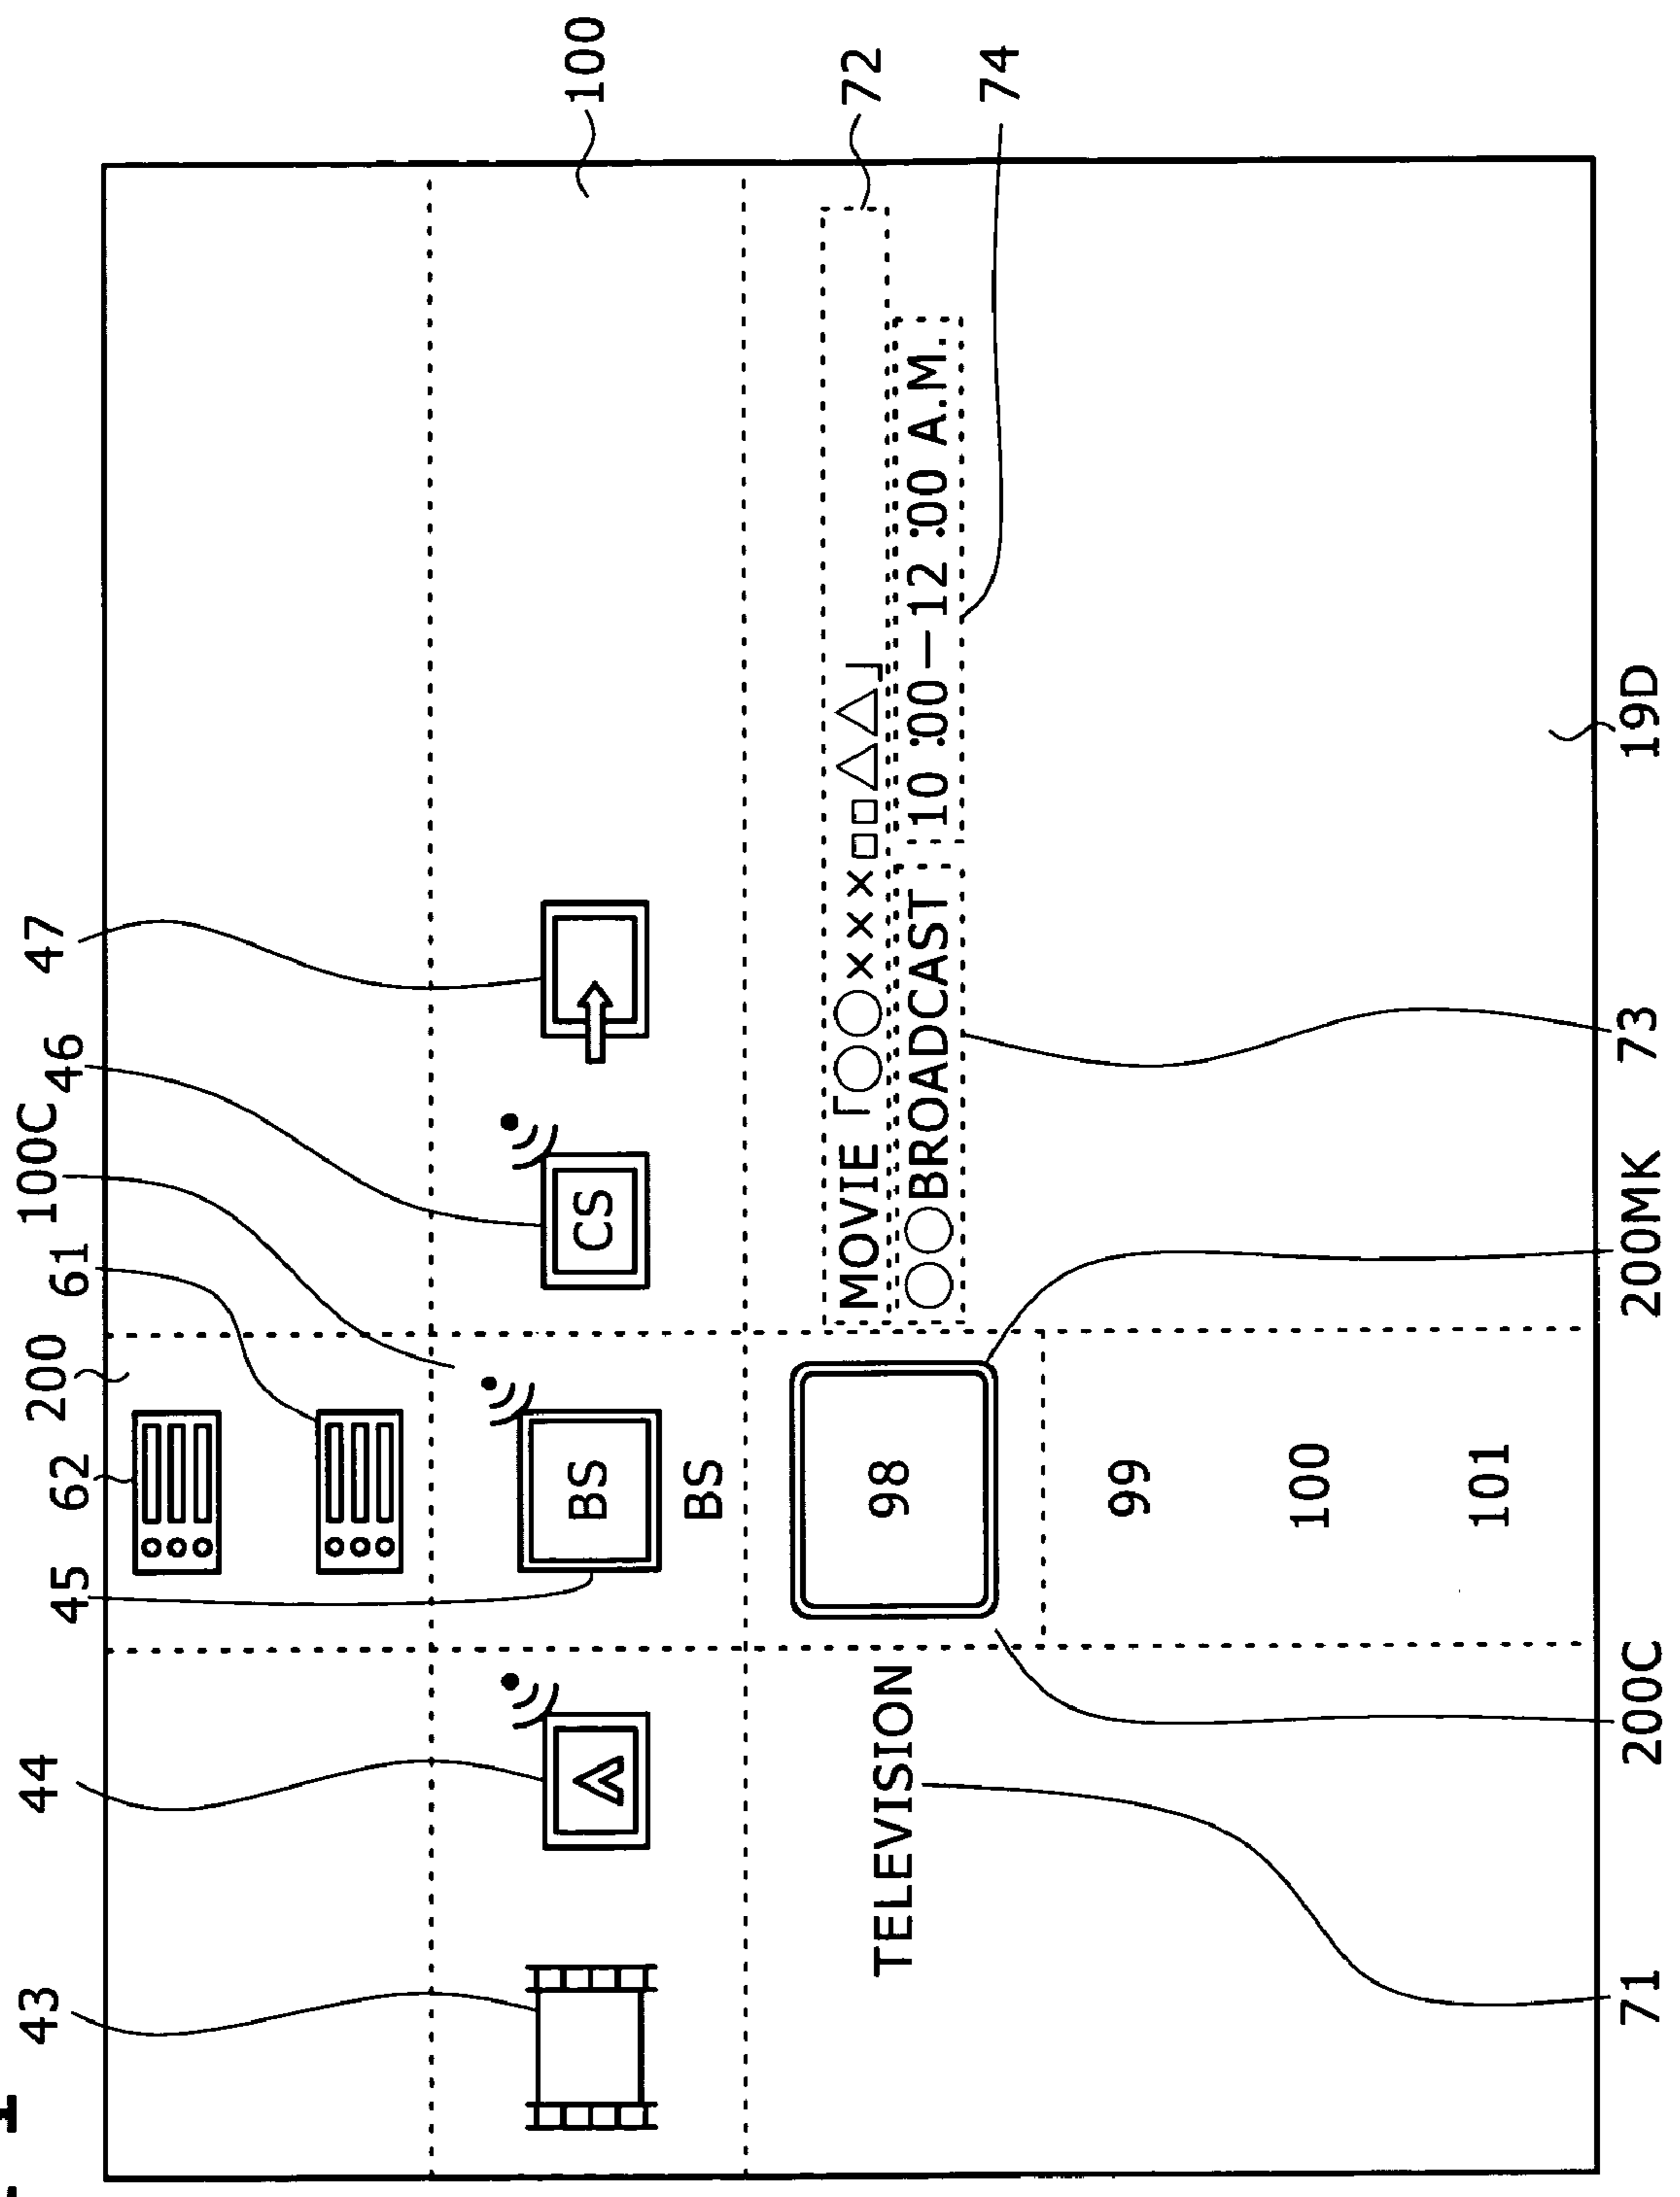 43 44 45 62 200 61 100C 46 47
100
BS CS
BS
72
TELEVISION 98 MOVIE 「○○×××□□△△」
○○BROADCAST 10:00–12:00 A.M.
74
99
100
101
71 200C 200MK 73 19D